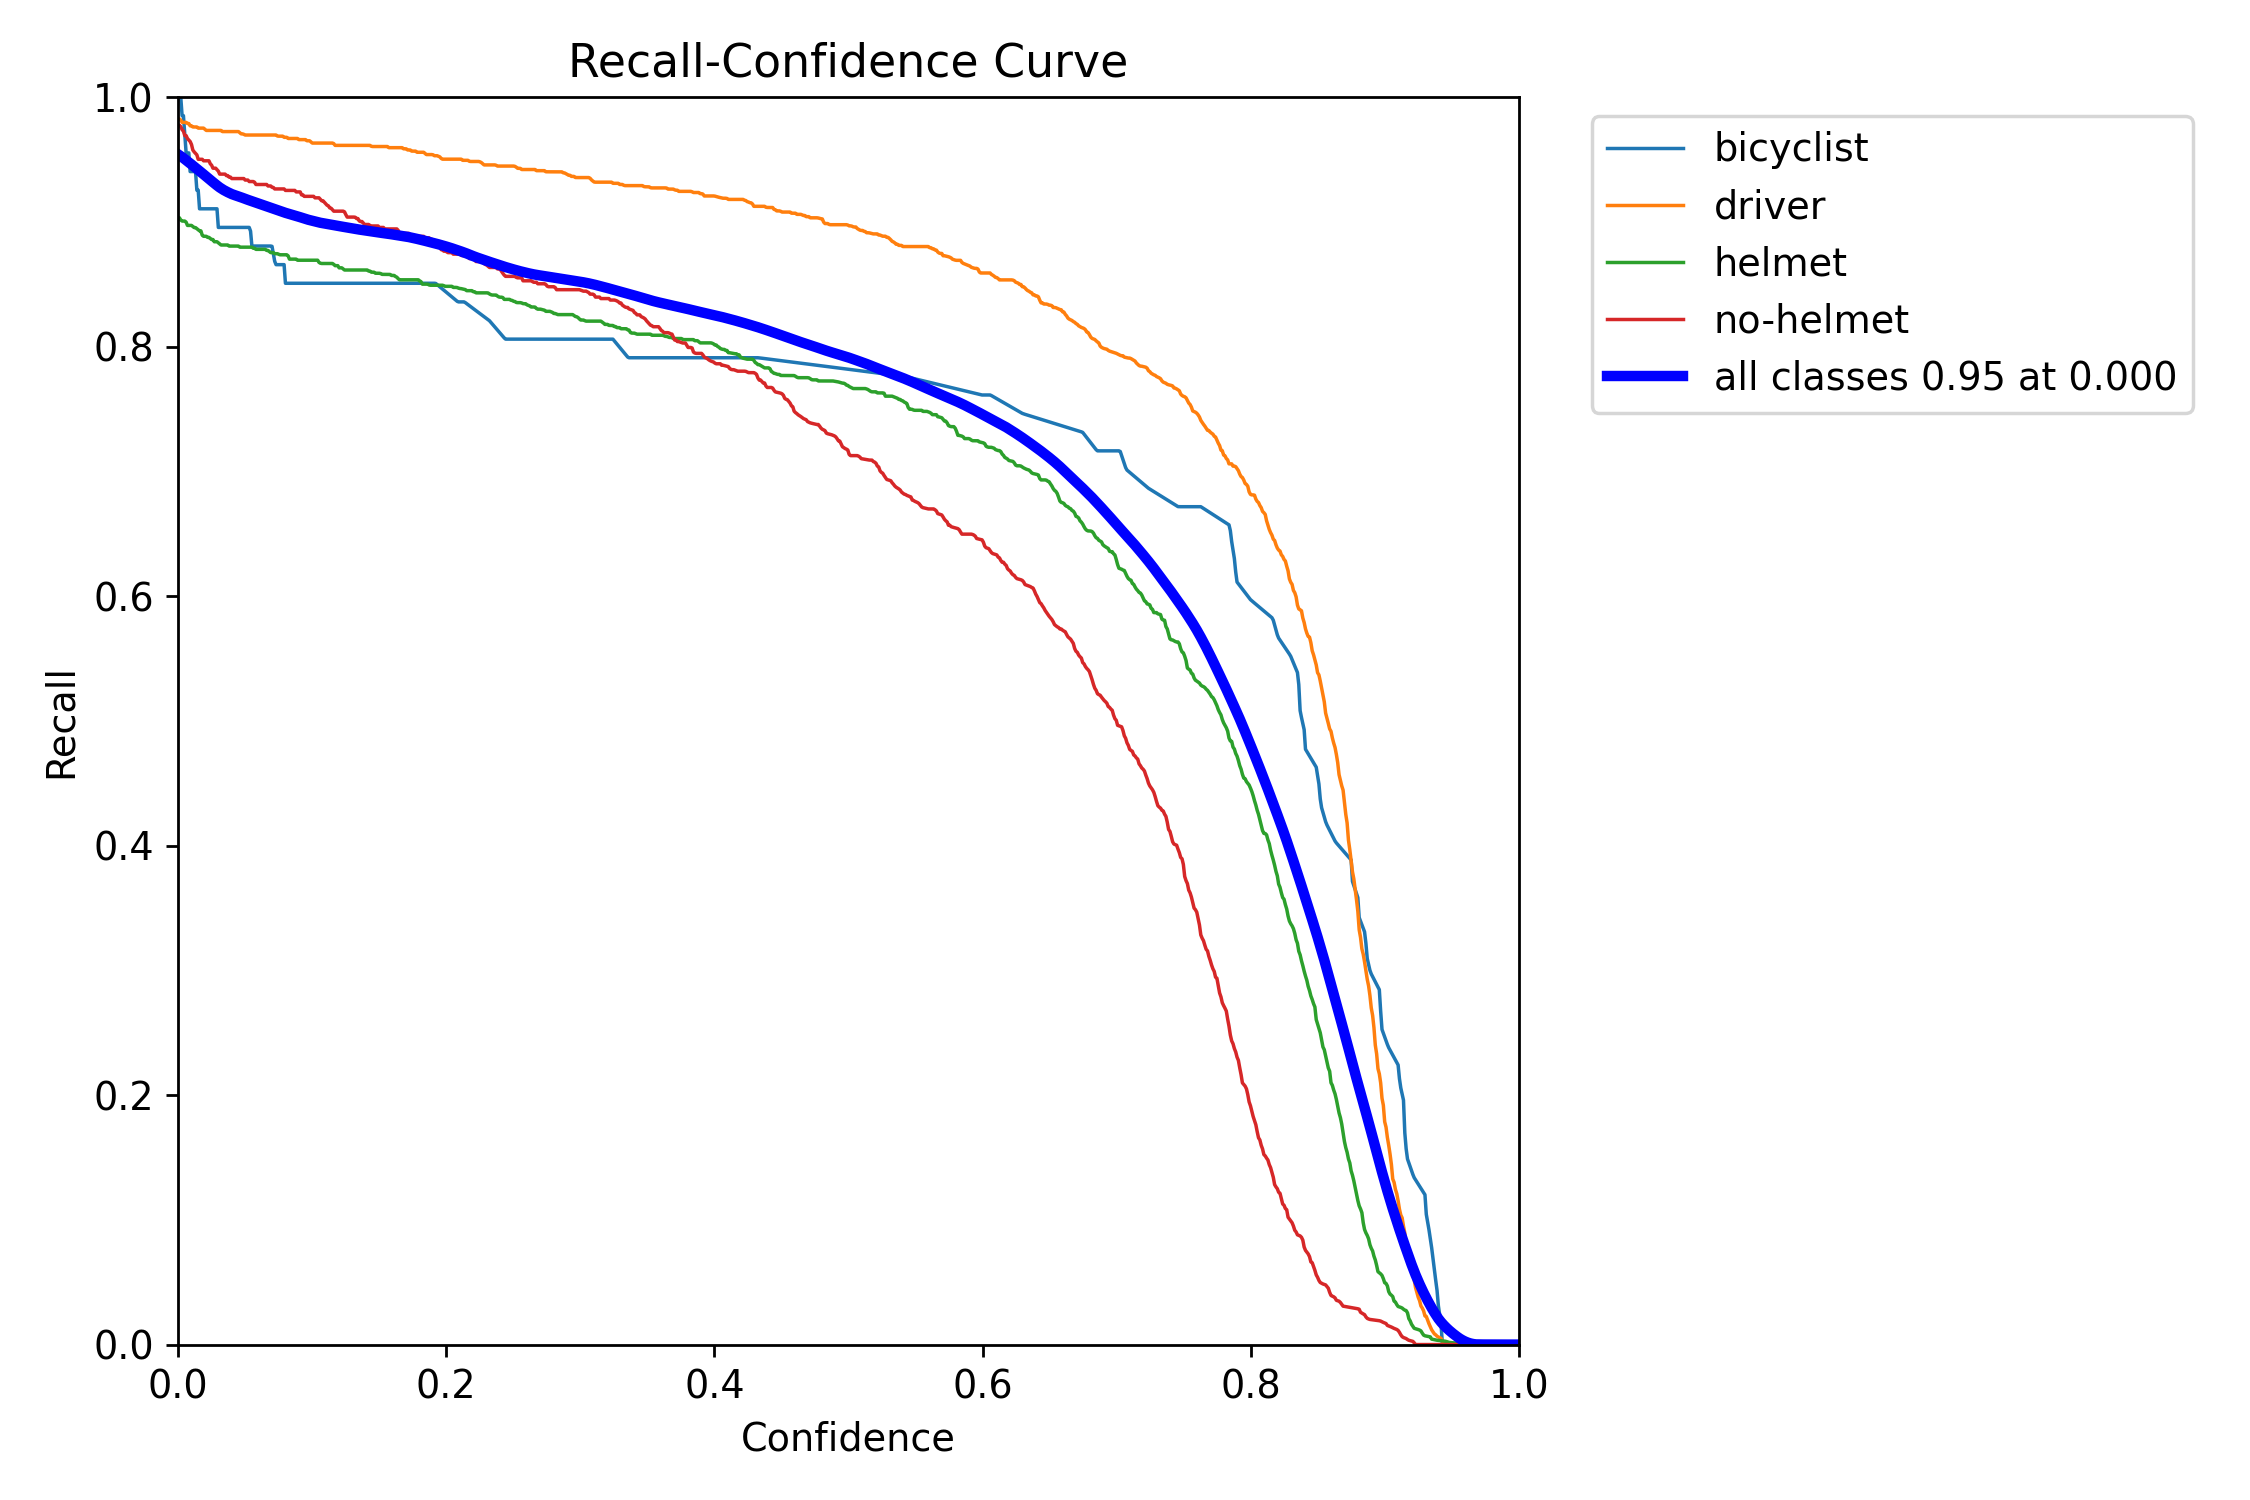 Recall-Confidence Curve
1.0
0.8
0.6
0.4
0.2
0.0
Recall
0.0 0.2 0.4 0.6 0.8 1.0
Confidence
bicyclist
driver
helmet
no-helmet
all classes 0.95 at 0.000